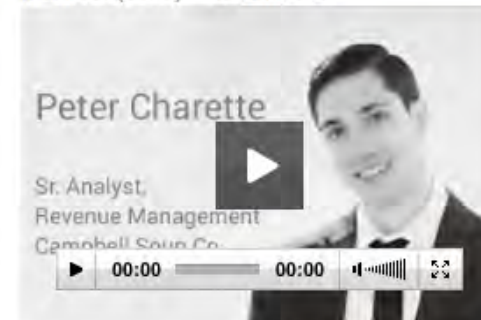 Peter Charette
Sr. Analyst,
Revenue Management
Campbell Soup Co
00:00 00:00